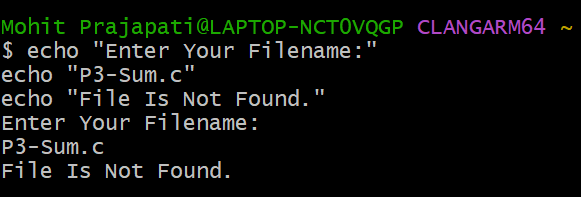 Mohit Prajapati@LAPTOP-NCT0VQGP CLANGARM64 ~
$ echo "Enter Your Filename:"
echo "P3-Sum.c"
echo "File Is Not Found."
Enter Your Filename:
P3-Sum.c
File Is Not Found.